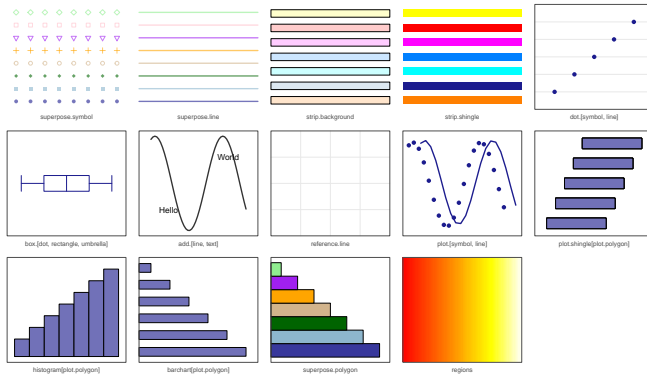 superpose.symbol
superpose.line
strip.background
strip.shingle
dot.[symbol, line]
World
Hello
box.[dot, rectangle, umbrella]
add.[line, text]
reference.line
plot.[symbol, line]
plot.shingle[plot.polygon]
histogram[plot.polygon]
barchart[plot.polygon]
superpose.polygon
regions